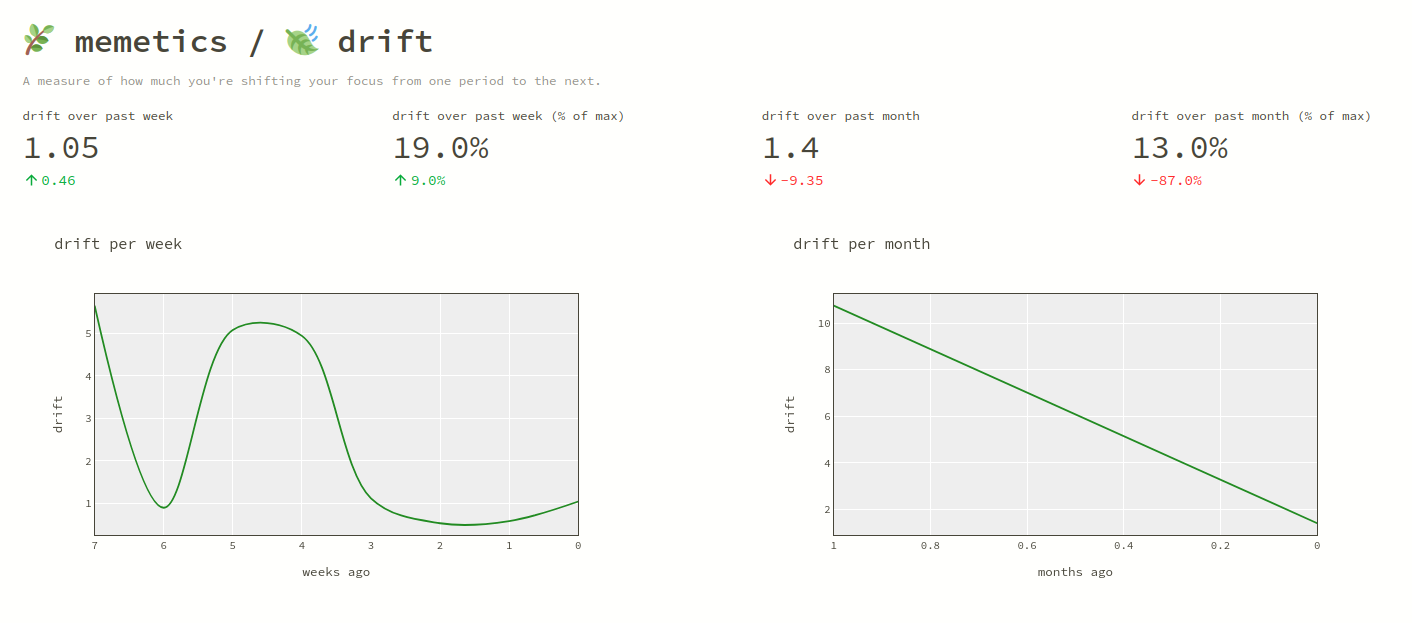 memetics / drift
A measure of how much you're shifting your focus from one period to the next.
drift over past week
1.05
↑ 0.46
drift over past week (% of max)
19.0%
↑ 9.0%
drift over past month
1.4
↓ -9.35
drift over past month (% of max)
13.0%
↓ -87.0%
drift per week
5
4
3
2
1
drift
7 6 5 4 3 2 1 0
weeks ago
drift per month
10
8
6
4
2
drift
1 0.8 0.6 0.4 0.2 0
months ago